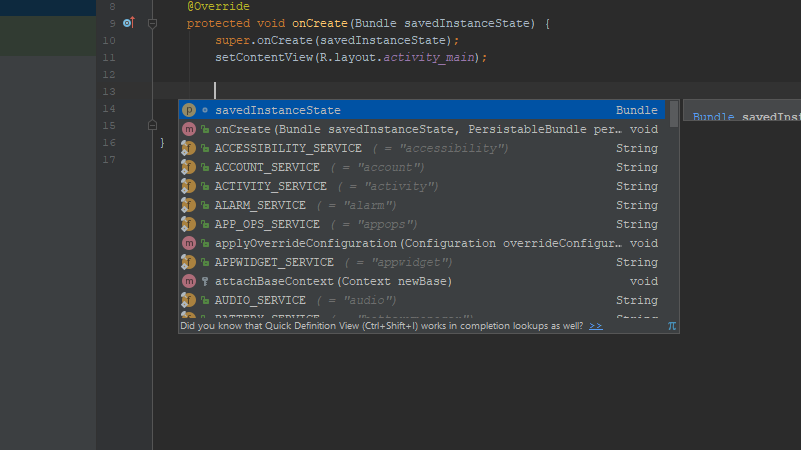 8 @Override
9 protected void onCreate(Bundle savedInstanceState) {
10 super.onCreate(savedInstanceState);
11 setContentView(R.layout.activity_main);
12
13
14
15
16 }
17
p savedInstanceState Bundle
m onCreate(Bundle savedInstanceState, PersistableBundle per… void
f ACCESSIBILITY_SERVICE ( = "accessibility") String
f ACCOUNT_SERVICE ( = "account") String
f ACTIVITY_SERVICE ( = "activity") String
f ALARM_SERVICE ( = "alarm") String
f APP_OPS_SERVICE ( = "appops") String
m applyOverrideConfiguration(Configuration overrideConfigur… void
f APPWIDGET_SERVICE ( = "appwidget") String
m attachBaseContext(Context newBase) void
f AUDIO_SERVICE ( = "audio") String
f BATTERY_SERVICE ( = "batterymanager") String
Did you know that Quick Definition View (Ctrl+Shift+I) works in completion lookups as well? >> π
Bundle savedInst